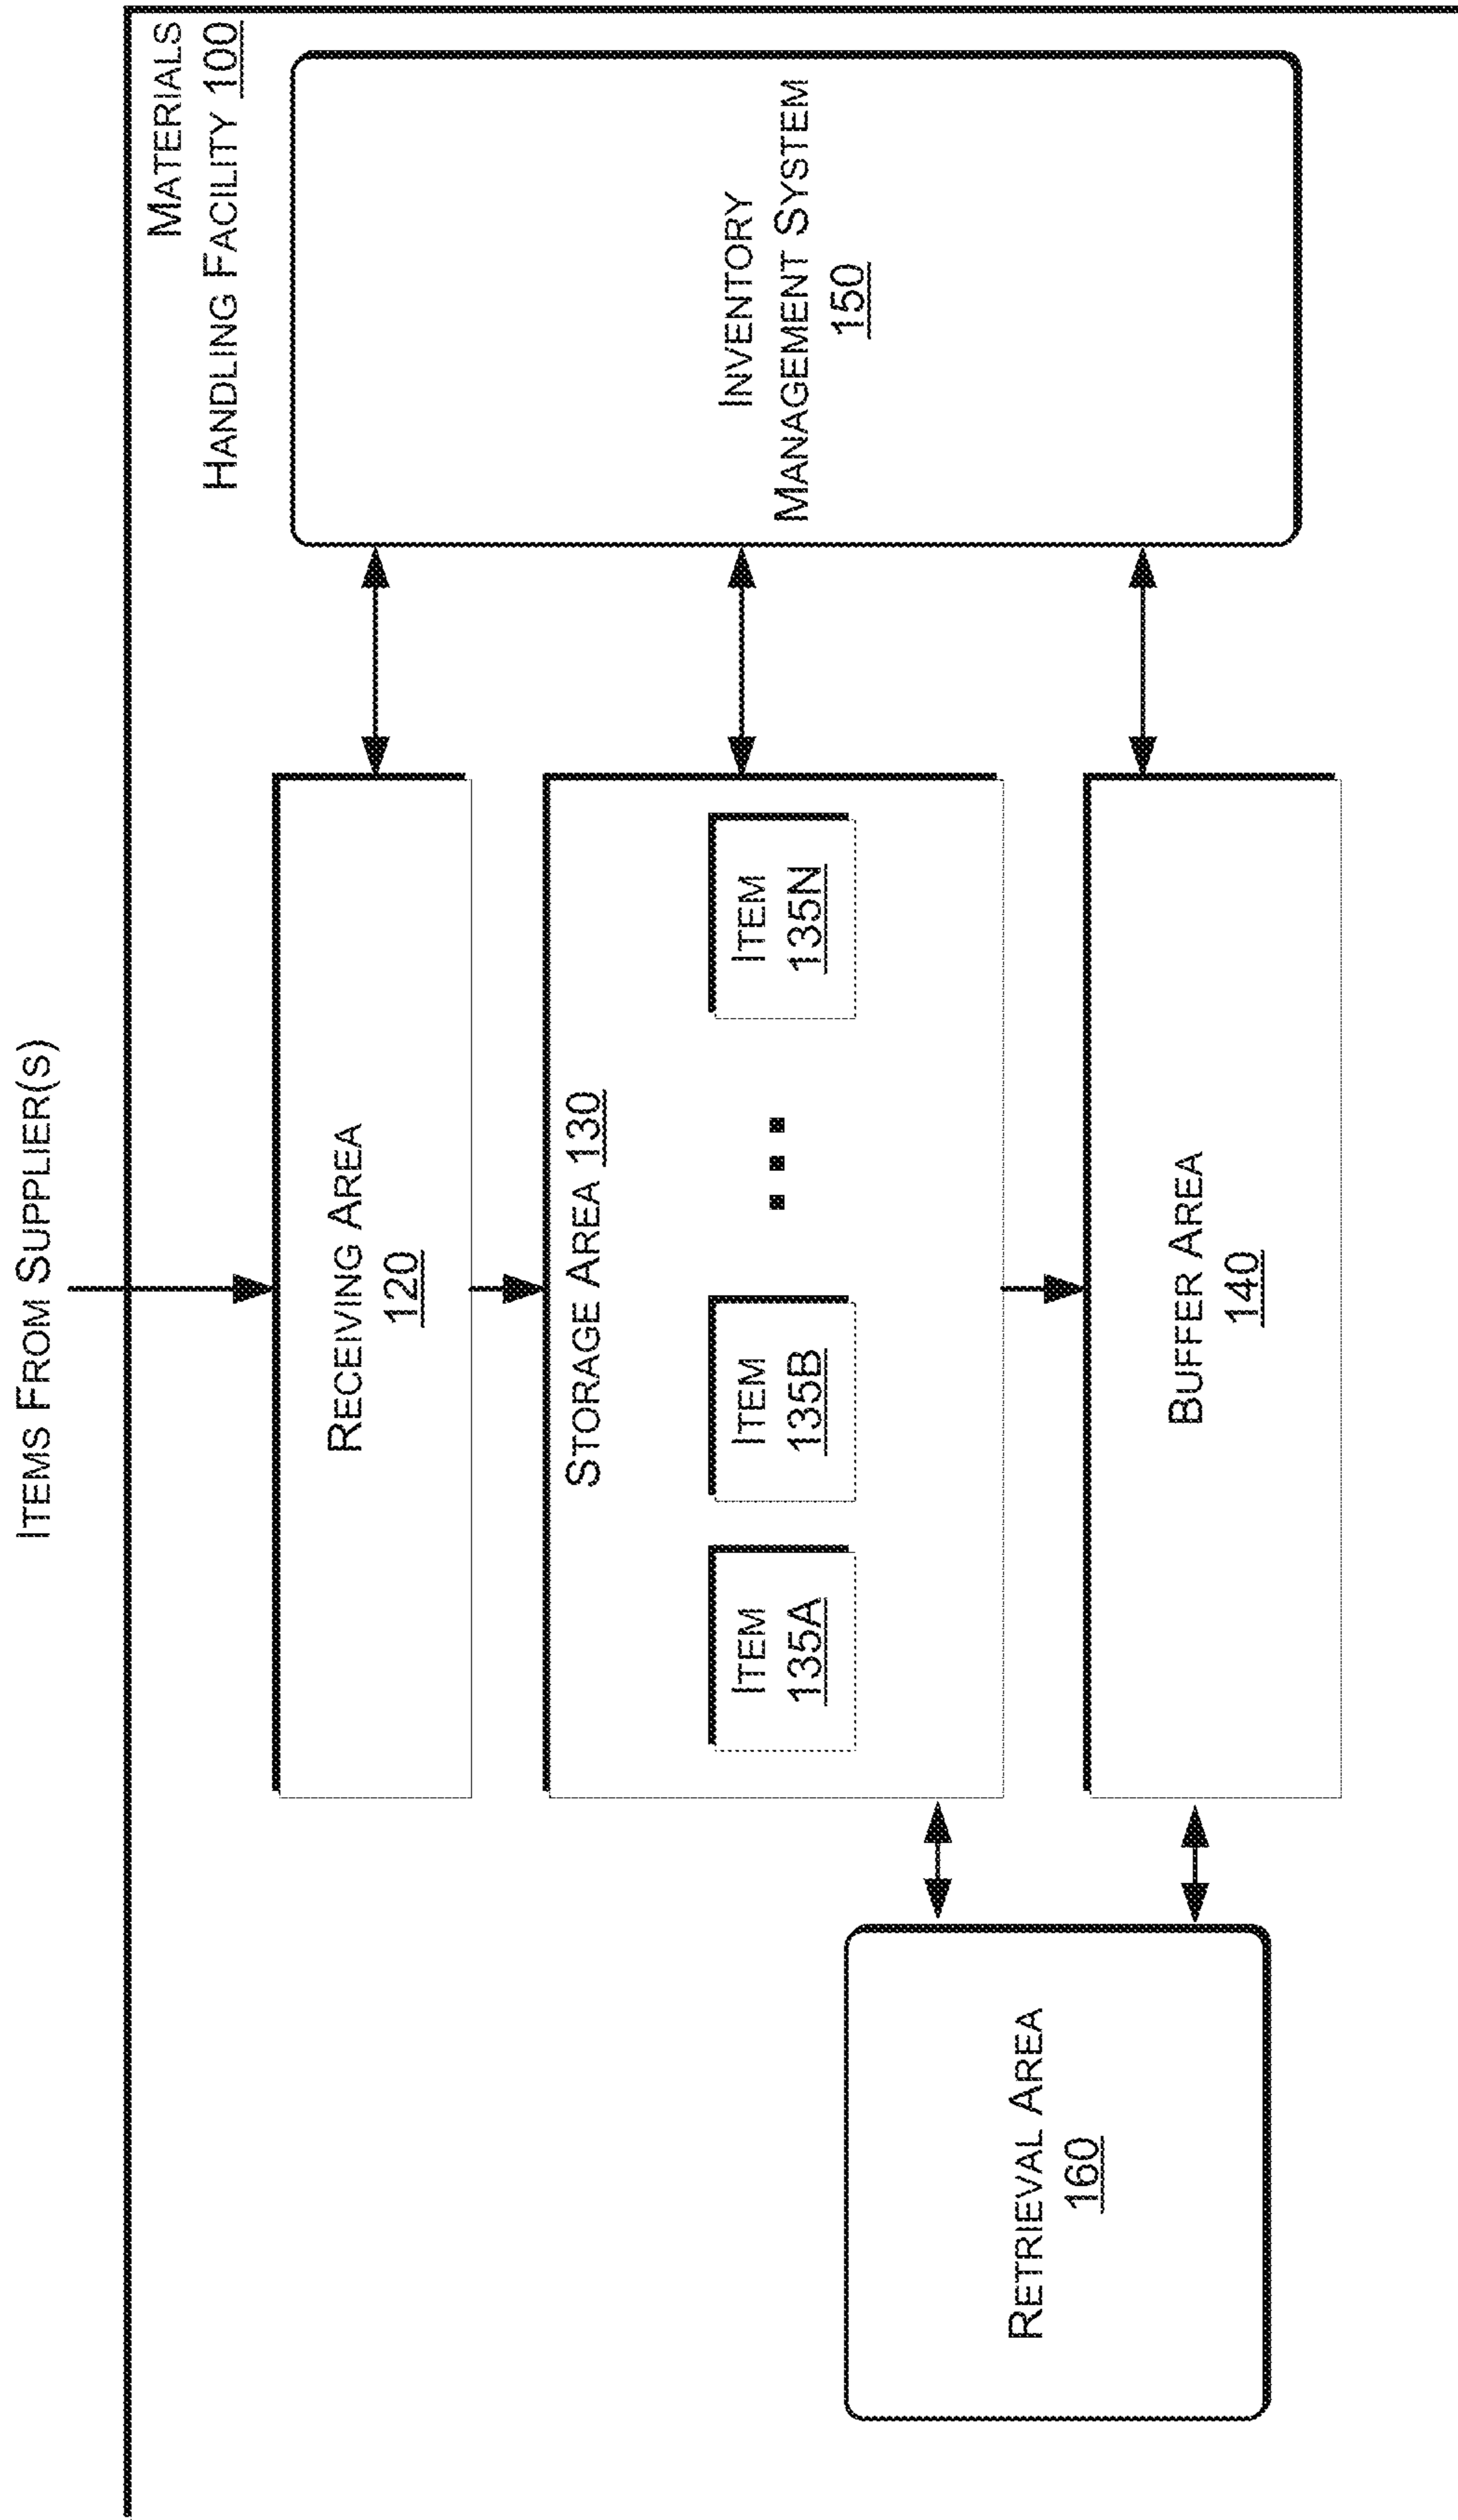 ITEMS FROM SUPPLIER(S)
MATERIALS
HANDLING FACILITY 100
RECEIVING AREA
120
STORAGE AREA 130
ITEM
135A
ITEM
135B
ITEM
135N
INVENTORY
MANAGEMENT SYSTEM
150
RETRIEVAL AREA
160
BUFFER AREA
140